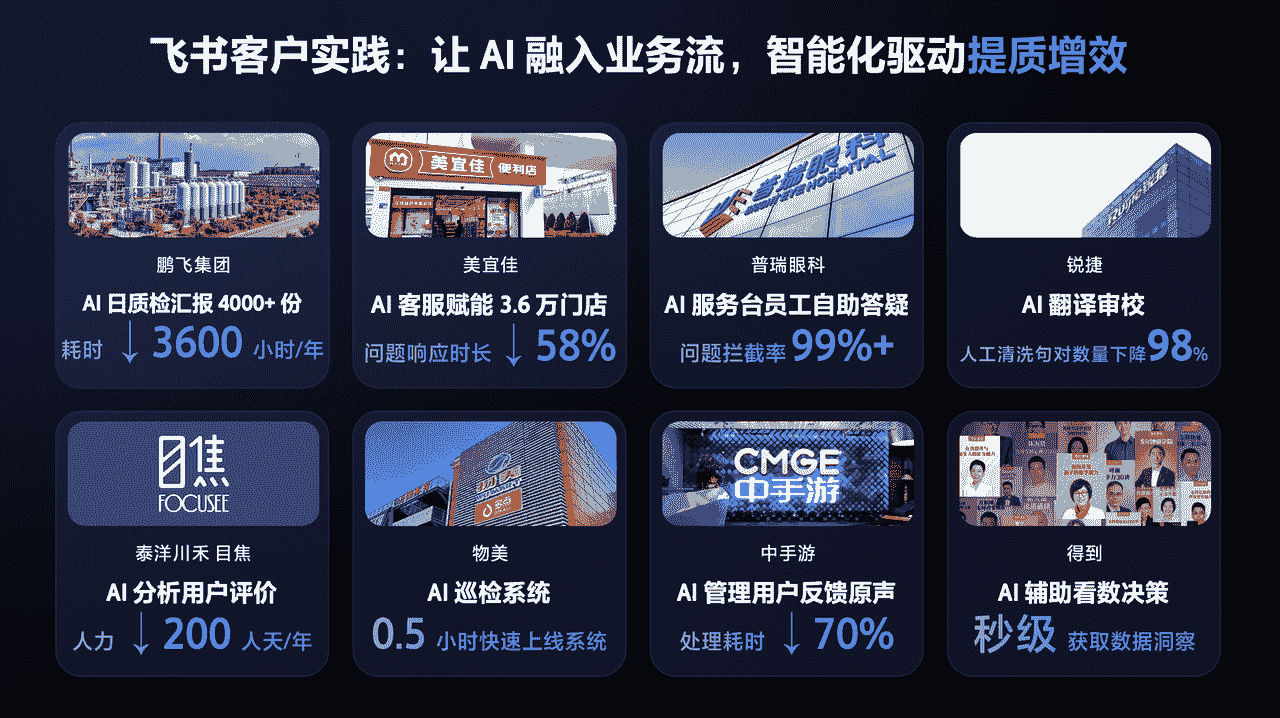 飞书客户实践：让 AI 融入业务流，智能化驱动提质增效
美宜佳 便利店
普瑞眼科
鹏飞集团
AI 日质检汇报 4000+ 份
耗时 ↓ 3600 小时/年
美宜佳
AI 客服赋能 3.6 万门店
问题响应时长 ↓ 58%
普瑞眼科
AI 服务台员工自助答疑
问题拦截率 99%+
锐捷
AI 翻译审校
人工清洗句对数量下降98%
目焦
FOCUSEE
CMGE
中手游
泰洋川禾 目焦
AI 分析用户评价
人力 ↓ 200 人天/年
物美
AI 巡检系统
0.5 小时快速上线系统
中手游
AI 管理用户反馈原声
处理耗时 ↓ 70%
得到
AI 辅助看数决策
秒级 获取数据洞察